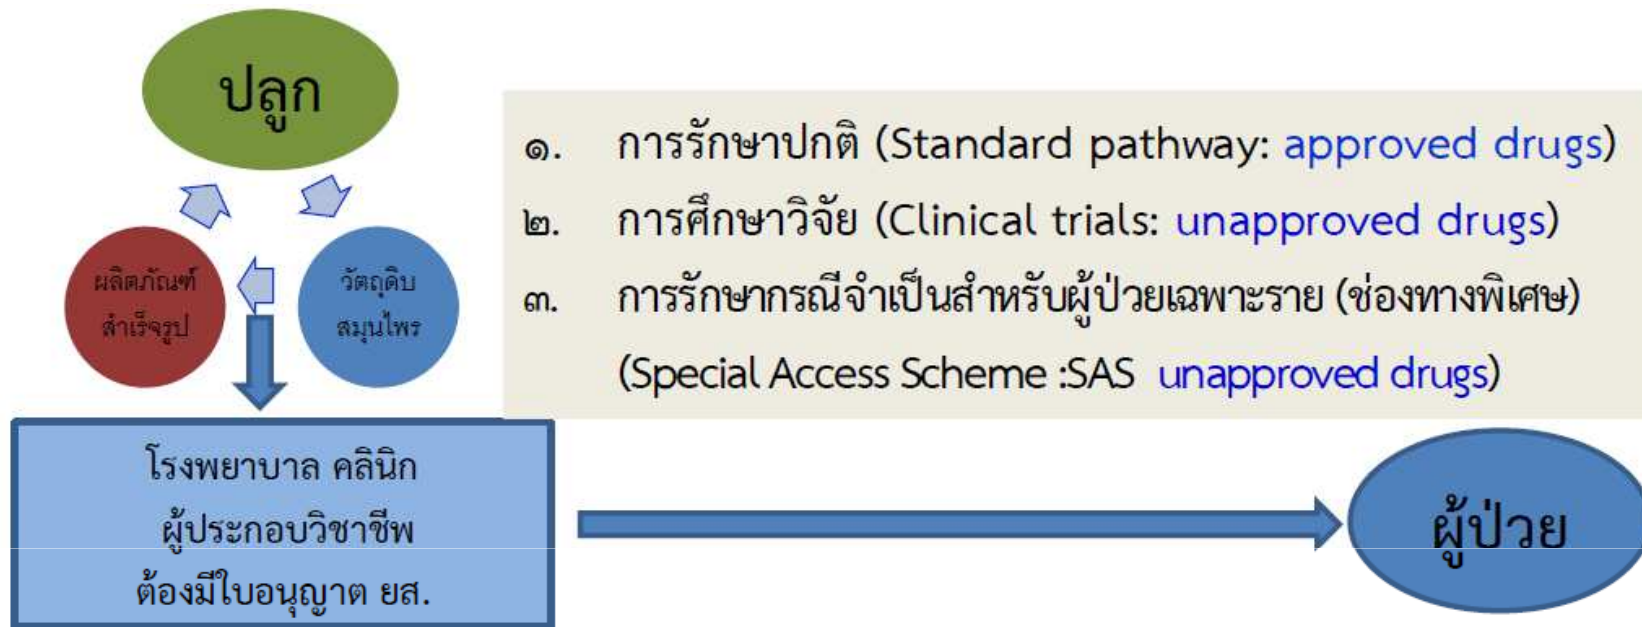 ปลูก
ผลิตภัณฑ์
สำเร็จรูป
วัตถุดิบ
สมุนไพร
๑. การรักษาปกติ (Standard pathway: approved drugs)
๒. การศึกษาวิจัย (Clinical trials: unapproved drugs)
๓. การรักษากรณีจำเป็นสำหรับผู้ป่วยเฉพาะราย (ช่องทางพิเศษ)
(Special Access Scheme :SAS unapproved drugs)
โรงพยาบาล คลินิก
ผู้ประกอบวิชาชีพ
ต้องมีใบอนุญาต ยส.
ผู้ป่วย